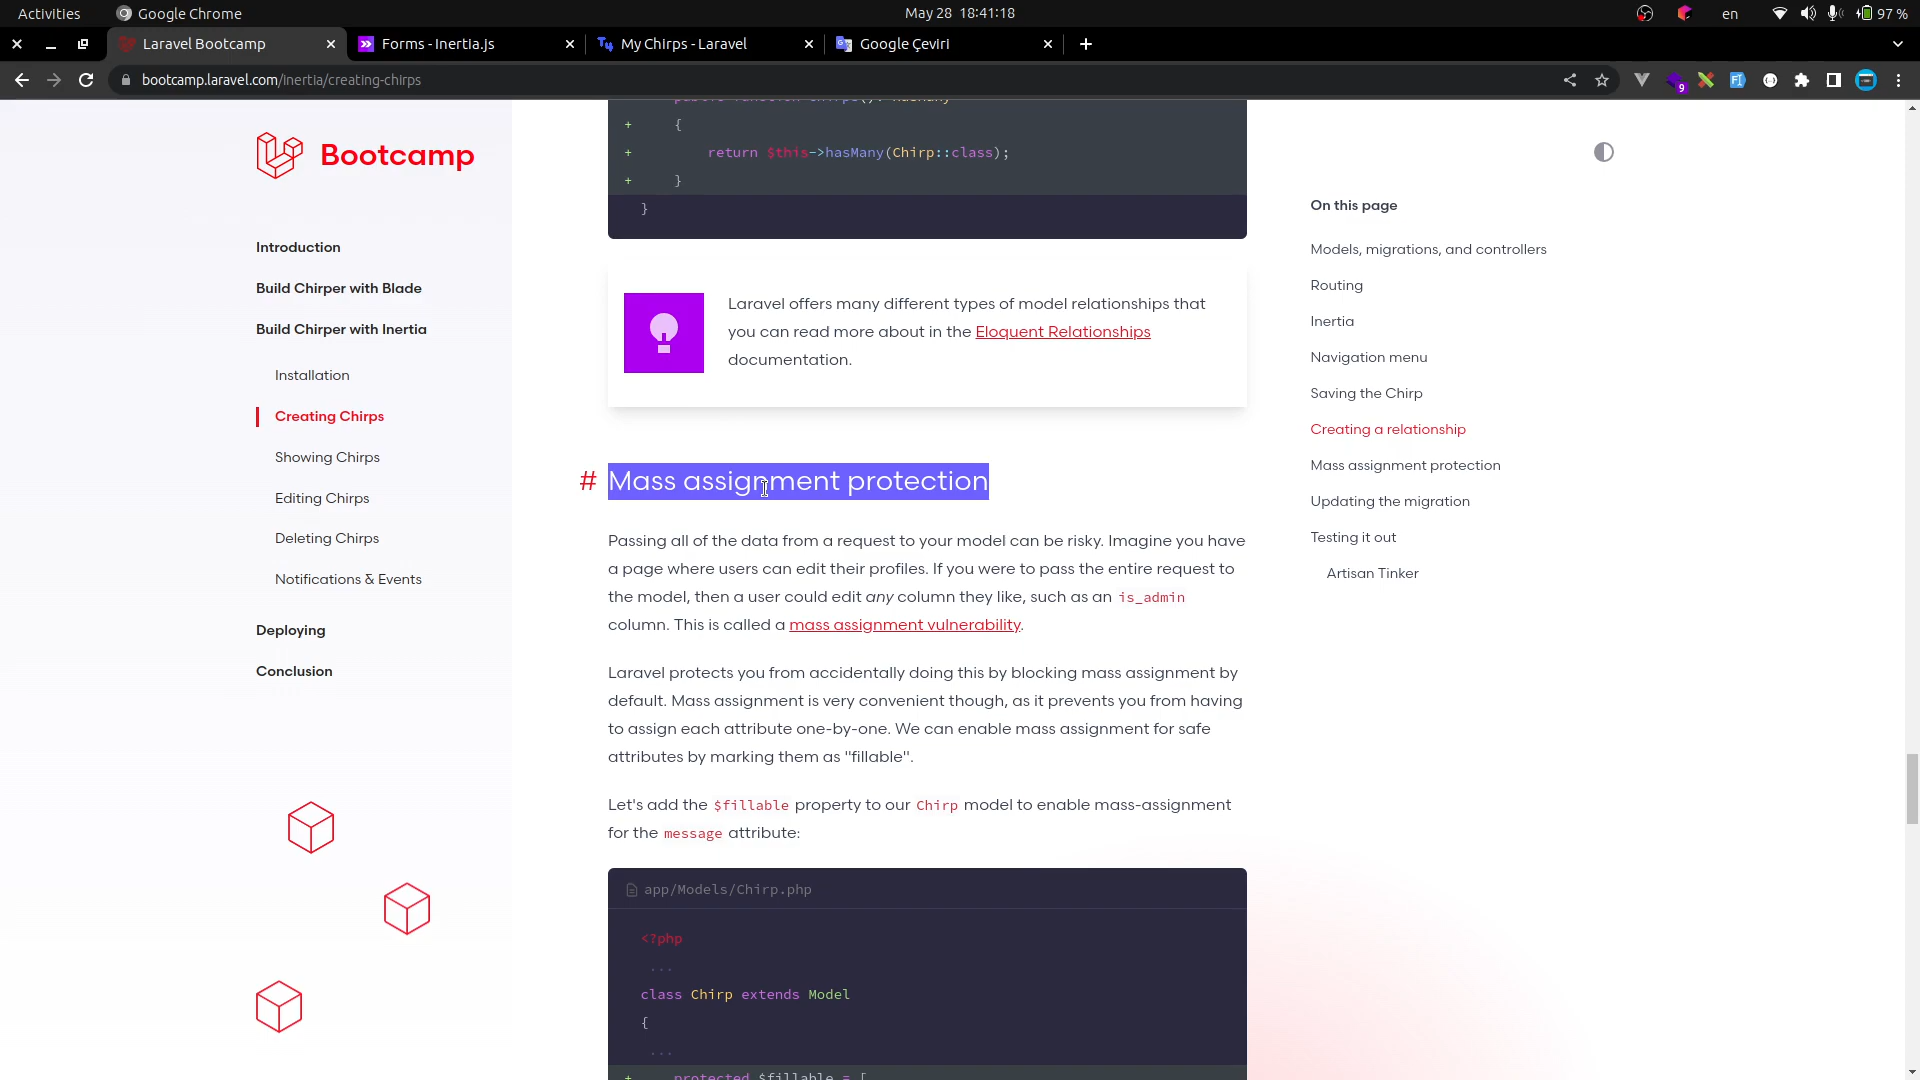 Activities
Google Chrome
May 28 18:41:18
en
97 %
Laravel Bootcamp
Forms - Inertia.js
My Chirps - Laravel
Google Çeviri
bootcamp.laravel.com/inertia/creating-chirps
9
Bootcamp
Introduction
Build Chirper with Blade
Build Chirper with Inertia
Installation
Creating Chirps
Showing Chirps
Editing Chirps
Deleting Chirps
Notifications & Events
Deploying
Conclusion
+ {
+ return $this->hasMany(Chirp::class);
+ }
}
Laravel offers many different types of model relationships that
you can read more about in the Eloquent Relationships
documentation.
# Mass assignment protection
Passing all of the data from a request to your model can be risky. Imagine you have
a page where users can edit their profiles. If you were to pass the entire request to
the model, then a user could edit any column they like, such as an is_admin
column. This is called a mass assignment vulnerability.
Laravel protects you from accidentally doing this by blocking mass assignment by
default. Mass assignment is very convenient though, as it prevents you from having
to assign each attribute one-by-one. We can enable mass assignment for safe
attributes by marking them as "fillable".
Let's add the $fillable property to our Chirp model to enable mass-assignment
for the message attribute:
app/Models/Chirp.php
<?php
...
class Chirp extends Model
{
...
+ protected $fillable = [
On this page
Models, migrations, and controllers
Routing
Inertia
Navigation menu
Saving the Chirp
Creating a relationship
Mass assignment protection
Updating the migration
Testing it out
Artisan Tinker